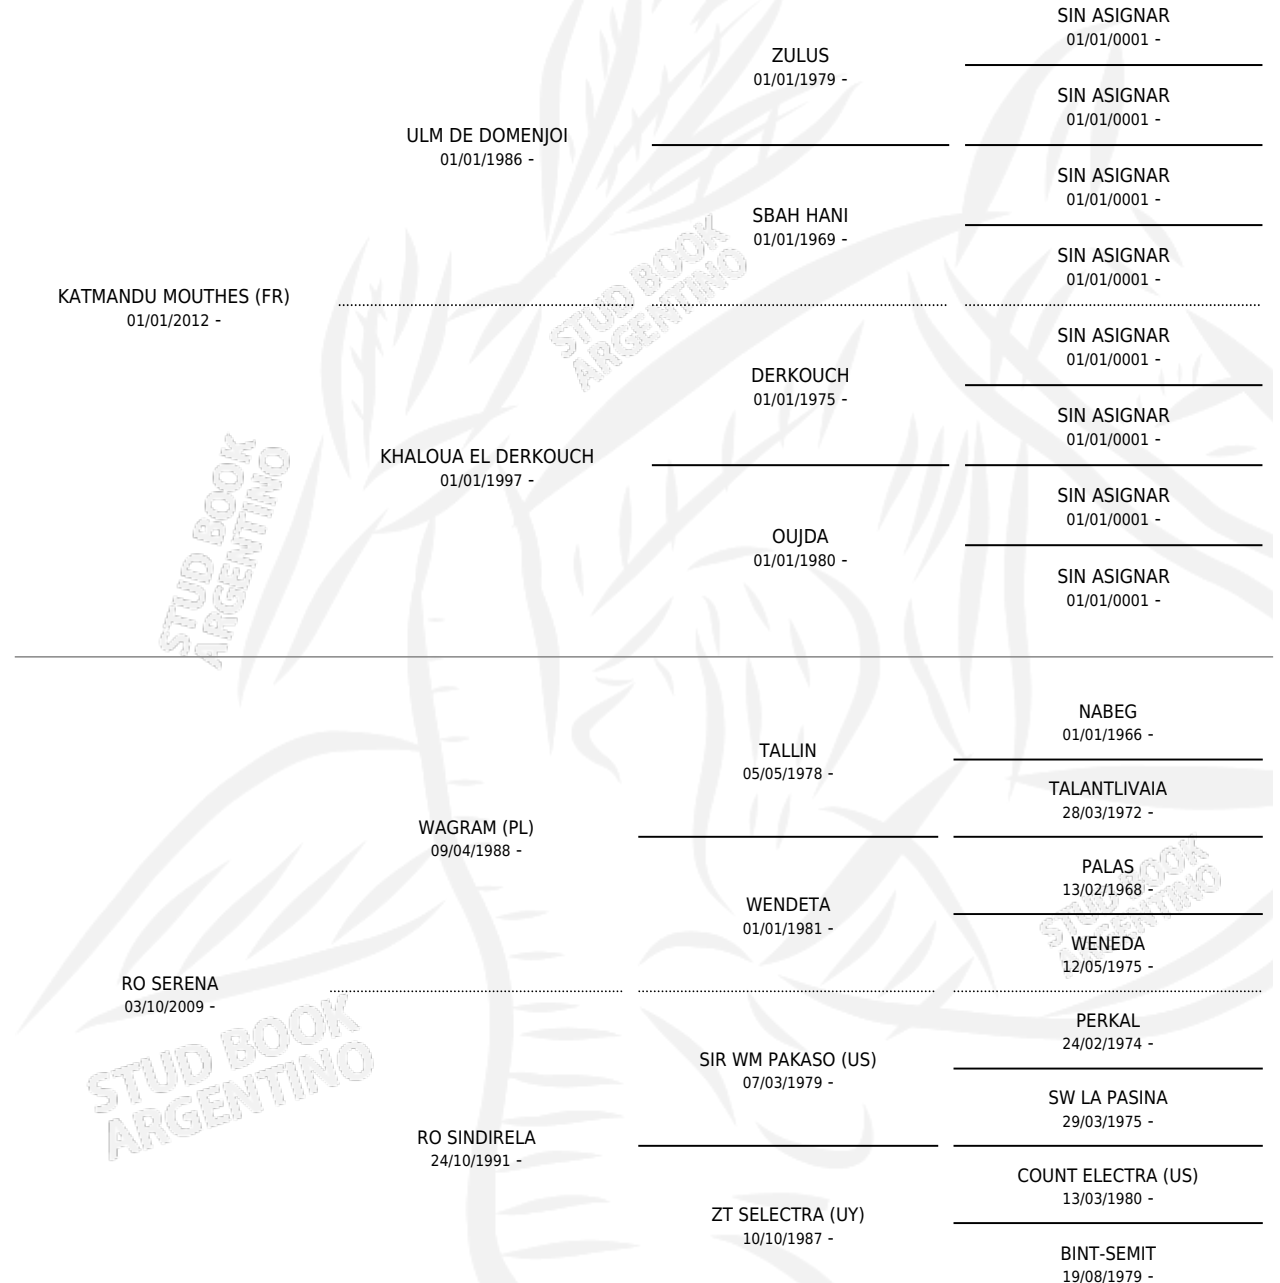 SIN ASIGNAR
01/01/0001 -
ZULUS
01/01/1979 -
SIN ASIGNAR
01/01/0001 -
ULM DE DOMENJOI
01/01/1986 -
SIN ASIGNAR
01/01/0001 -
SBAH HANI
01/01/1969 -
SIN ASIGNAR
01/01/0001 -
KATMANDU MOUTHES (FR)
01/01/2012 -
STUD BOOK
ARGENTINO
SIN ASIGNAR
01/01/0001 -
DERKOUCH
01/01/1975 -
SIN ASIGNAR
01/01/0001 -
KHALOUA EL DERKOUCH
01/01/1997 -
SIN ASIGNAR
01/01/0001 -
OUJDA
01/01/1980 -
SIN ASIGNAR
01/01/0001 -
STUD BOOK
ARGENTINO
NABEG
01/01/1966 -
TALLIN
05/05/1978 -
TALANTLIVAIA
28/03/1972 -
WAGRAM (PL)
09/04/1988 -
PALAS
13/02/1968 -
WENDETA
01/01/1981 -
WENEDA
12/05/1975 -
STUD BOOK
ARGENTINO
RO SERENA
03/10/2009 -
PERKAL
24/02/1974 -
SIR WM PAKASO (US)
07/03/1979 -
SW LA PASINA
29/03/1975 -
STUD BOOK
ARGENTINO
RO SINDIRELA
24/10/1991 -
COUNT ELECTRA (US)
13/03/1980 -
ZT SELECTRA (UY)
10/10/1987 -
BINT-SEMIT
19/08/1979 -